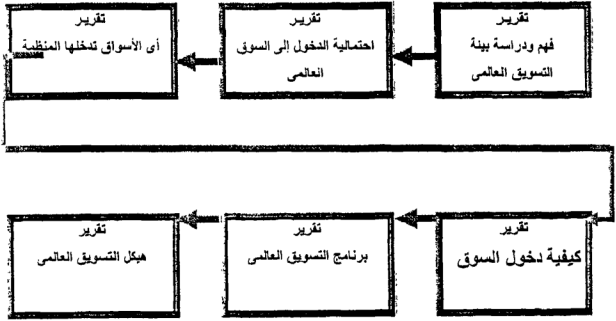 تقرير
فهم ودراسة بيئة
التسويق العالمى
تقرير
احتمالية الدخول إلى السوق
العالمى
تقرير
أى الأسواق تدخلها المنظمة
تقرير
كيفية دخول السوق
تقرير
برنامج التسويق العالمى
تقرير
هيكل التسويق العالمى